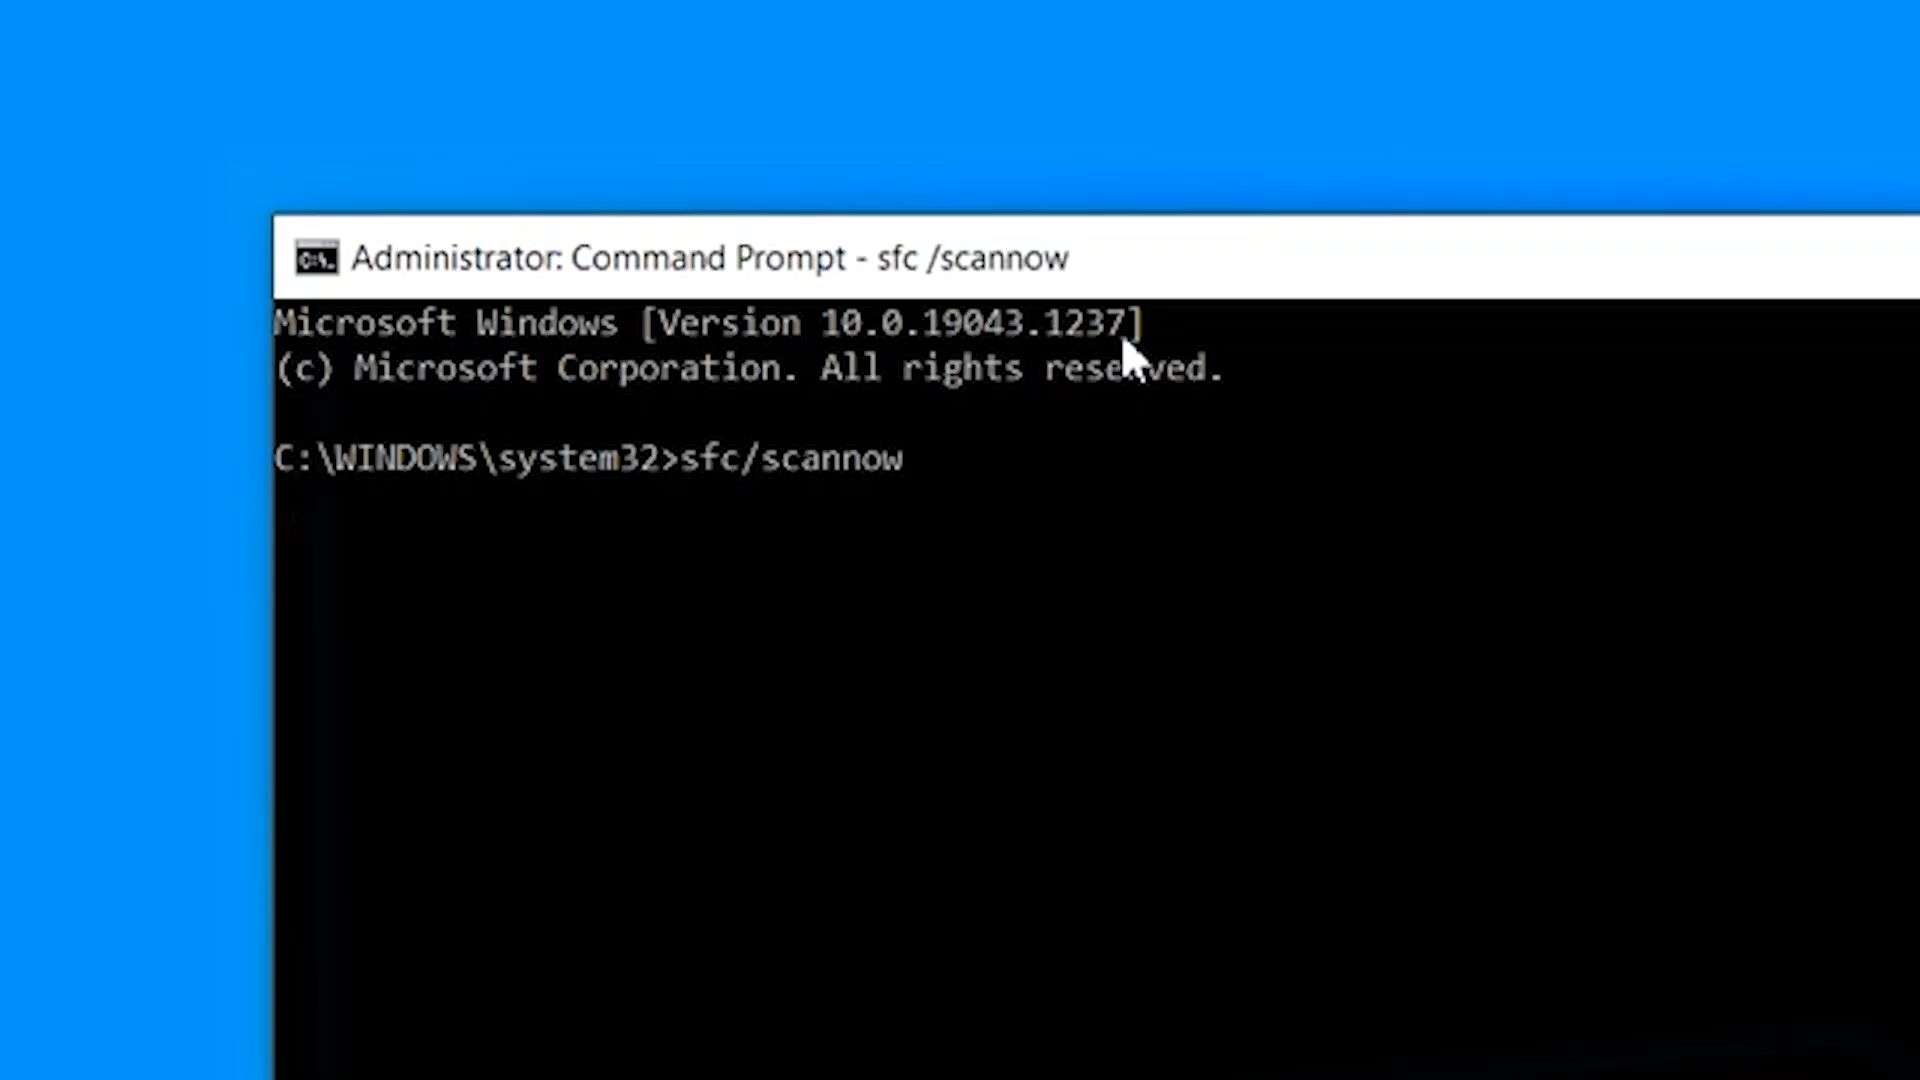 Administrator: Command Prompt - sfc /scannow
Microsoft Windows [Version 10.0.19043.1237]
(c) Microsoft Corporation. All rights reserved.
C:\WINDOWS\system32>sfc/scannow